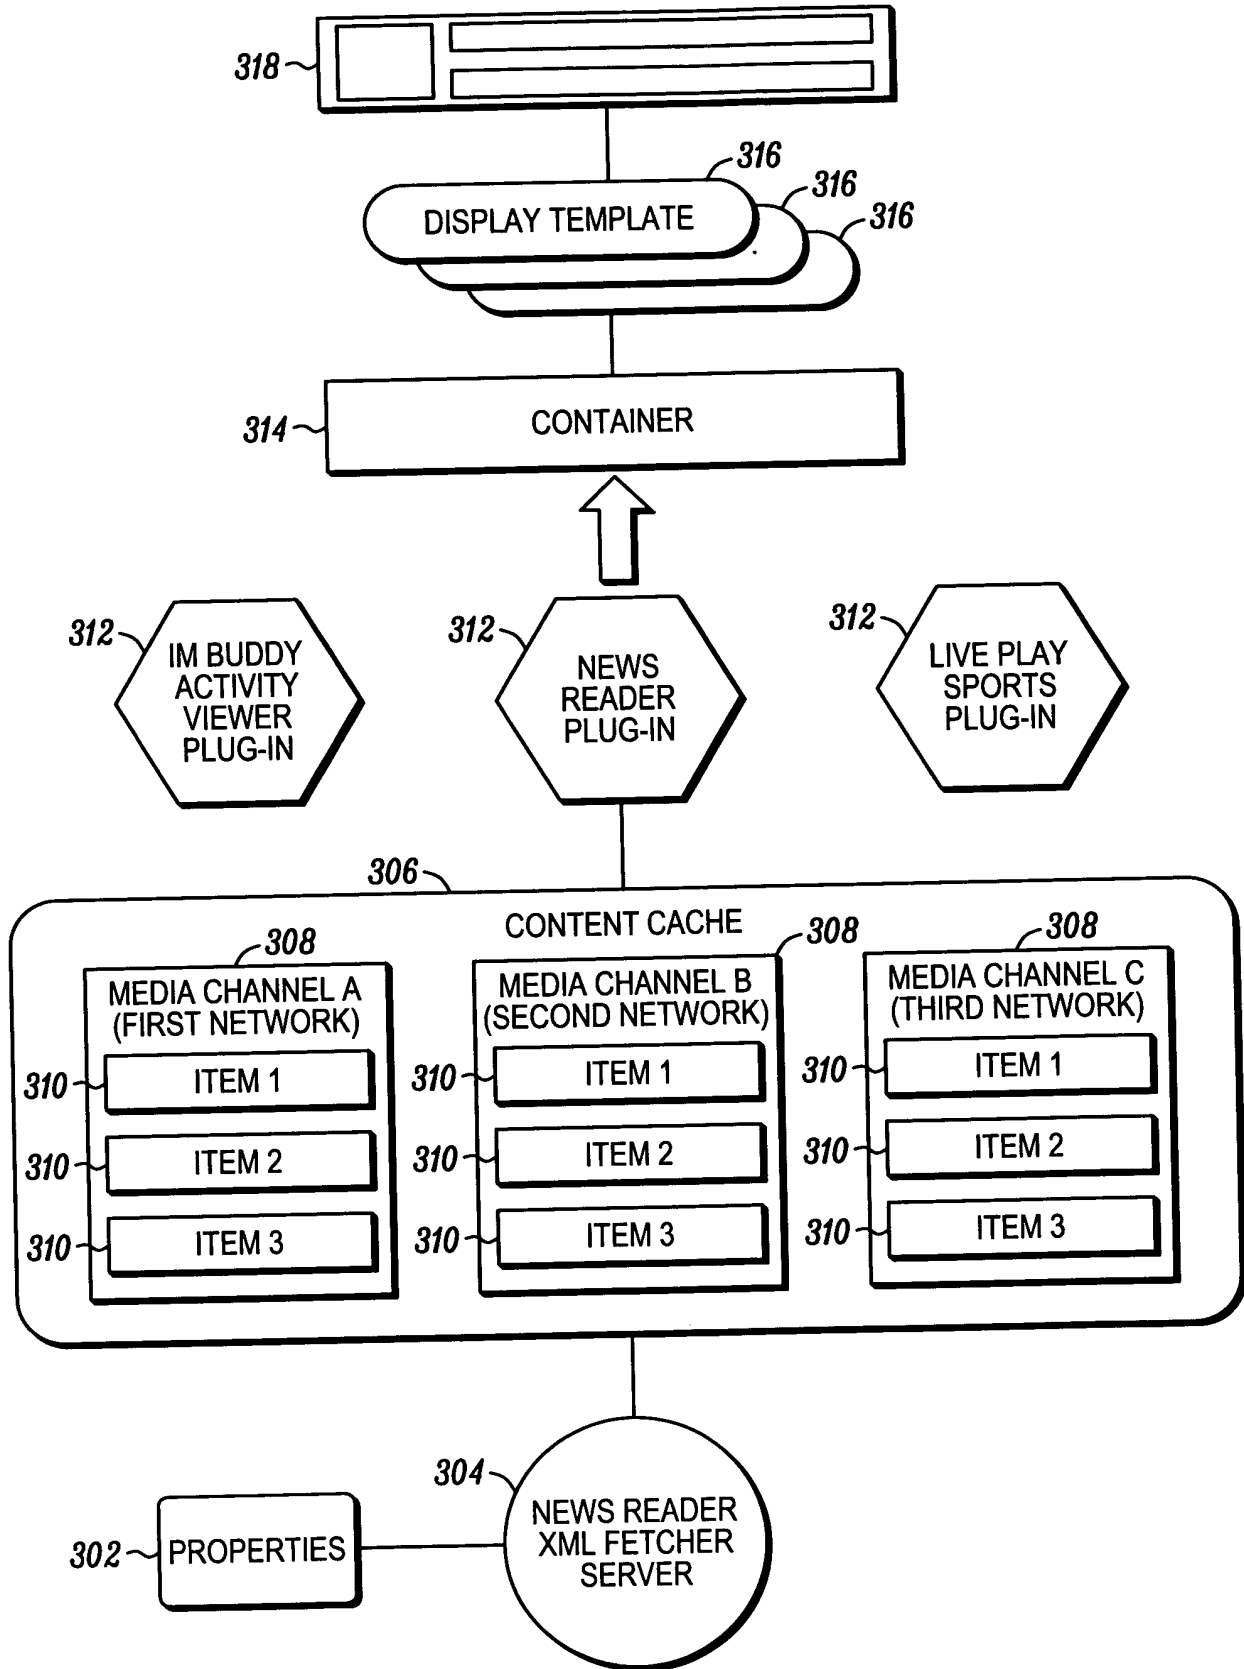 318
316
DISPLAY TEMPLATE
316
316
314
CONTAINER
312
IM BUDDY
ACTIVITY
VIEWER
PLUG-IN
312
NEWS
READER
PLUG-IN
312
LIVE PLAY
SPORTS
PLUG-IN
306
CONTENT CACHE
308
MEDIA CHANNEL A
(FIRST NETWORK)
310
ITEM 1
310
ITEM 2
310
ITEM 3
308
MEDIA CHANNEL B
(SECOND NETWORK)
310
ITEM 1
310
ITEM 2
310
ITEM 3
308
MEDIA CHANNEL C
(THIRD NETWORK)
310
ITEM 1
310
ITEM 2
310
ITEM 3
304
NEWS READER
XML FETCHER
SERVER
302
PROPERTIES